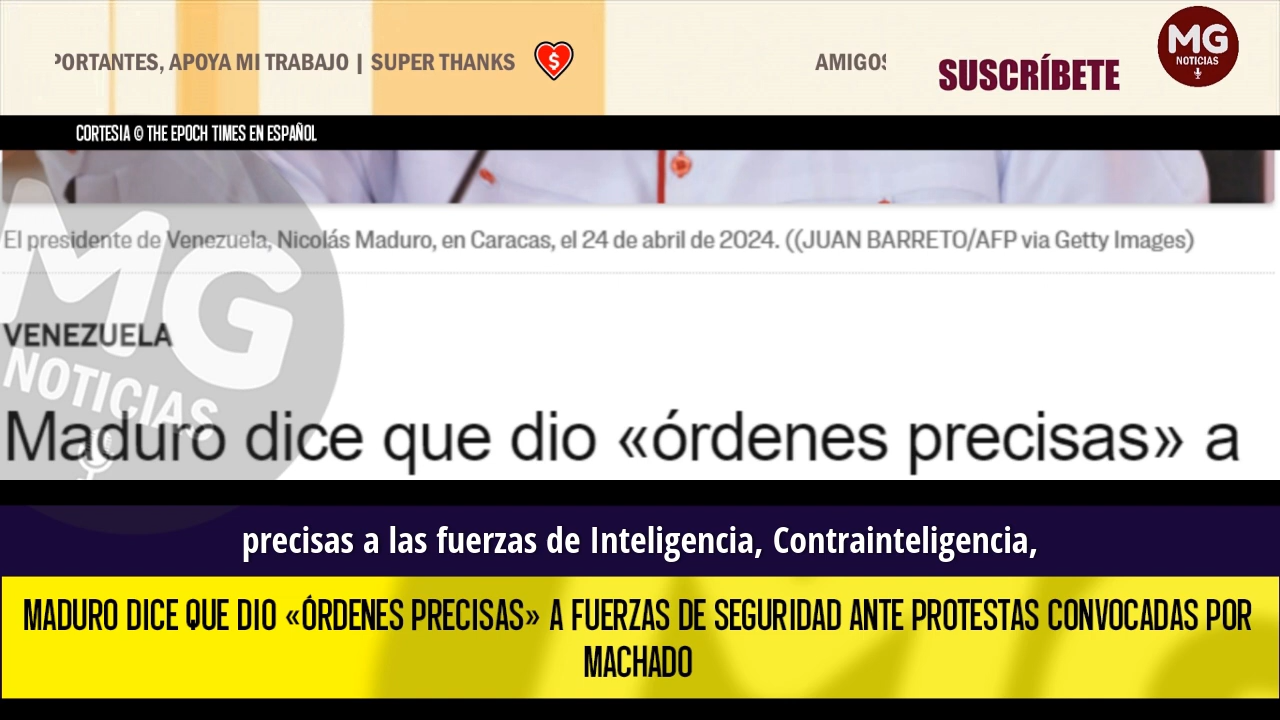 PORTANTES, APOYA MI TRABAJO | SUPER THANKS
AMIGOS
SUSCRÍBETE
MG
NOTICIAS
CORTESIA © THE EPOCH TIMES EN ESPAÑOL
El presidente de Venezuela, Nicolás Maduro, en Caracas, el 24 de abril de 2024. ((JUAN BARRETO/AFP via Getty Images)
VENEZUELA
MG
NOTICIAS
Maduro dice que dio «órdenes precisas» a
precisas a las fuerzas de Inteligencia, Contrainteligencia,
MADURO DICE QUE DIO «ÓRDENES PRECISAS» A FUERZAS DE SEGURIDAD ANTE PROTESTAS CONVOCADAS POR
MACHADO